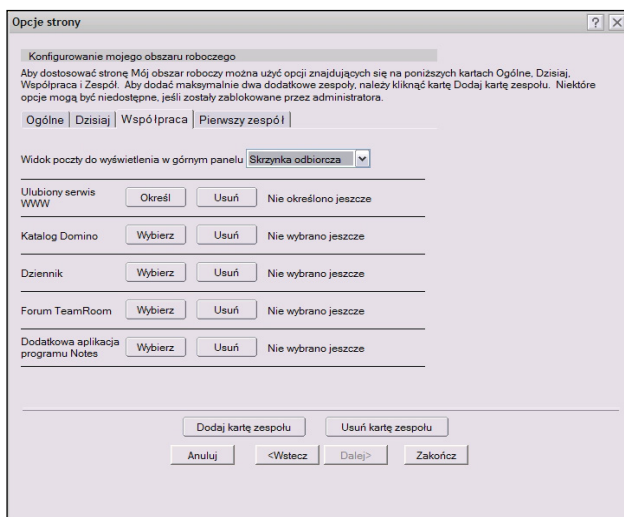 Opcje strony
Konfigurowanie mojego obszaru roboczego
Aby dostosować stronę Mój obszar roboczy można użyć opcji znajdujących się na poniższych kartach Ogólne, Dzisiaj,
Współpraca i Zespół. Aby dodać maksymalnie dwa dodatkowe zespoły, należy kliknąć kartę Dodaj kartę zespołu. Niektóre
opcje mogą być niedostępne, jeśli zostały zablokowane przez administratora.
Ogólne Dzisiaj Współpraca Pierwszy zespół
Widok poczty do wyświetlenia w górnym panelu Skrzynka odbiorcza
Ulubiony serwis
WWW Określ Usuń Nie określono jeszcze
Katalog Domino Wybierz Usuń Nie wybrano jeszcze
Dziennik Wybierz Usuń Nie wybrano jeszcze
Forum TeamRoom Wybierz Usuń Nie wybrano jeszcze
Dodatkowa aplikacja
programu Notes Wybierz Usuń Nie wybrano jeszcze
Dodaj kartę zespołu Usuń kartę zespołu
Anuluj <Wstecz Dalej> Zakończ